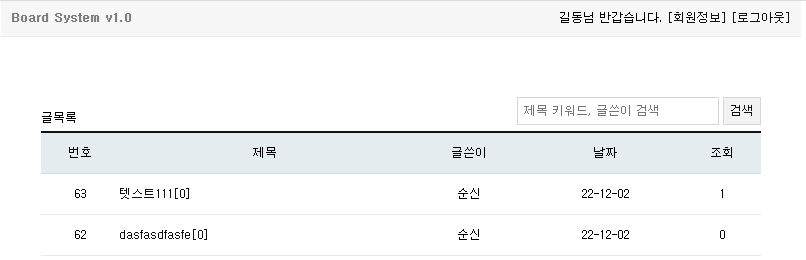 Board System v1.0 길동님 반갑습니다. [회원정보] [로그아웃]
제목 키워드, 글쓴이 검색 검색
글목록
번호 제목 글쓴이 날짜 조회
63 텟스트111[0] 순신 22-12-02 1
62 dasfasdfasfe[0] 순신 22-12-02 0